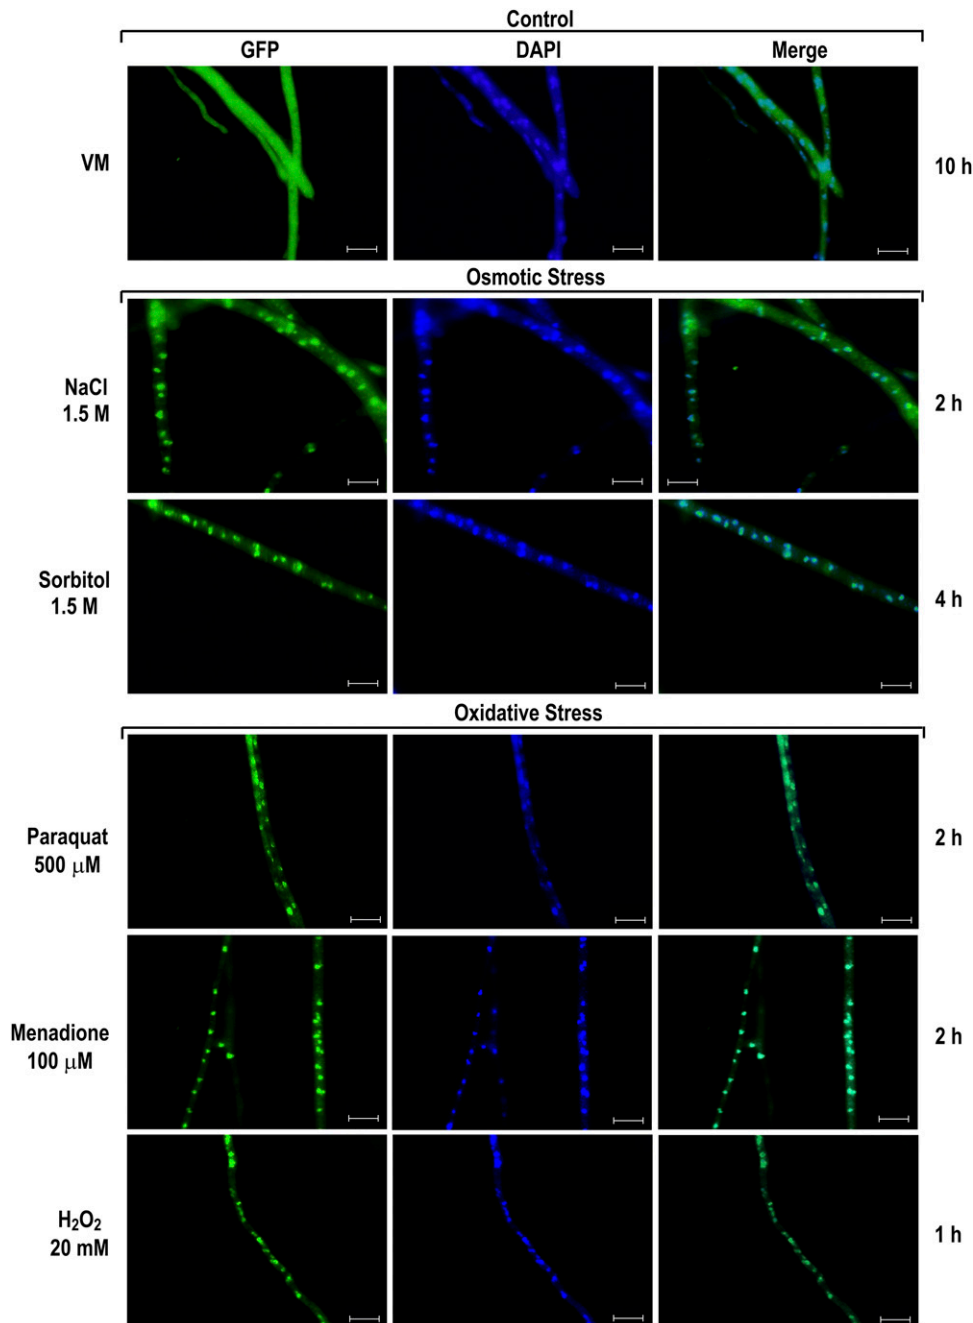 Control
GFP DAPI Merge
VM 10 h
Osmotic Stress
NaCl
1.5 M
2 h
Sorbitol
1.5 M
4 h
Oxidative Stress
Paraquat
500 μM
2 h
Menadione
100 μM
2 h
H₂O₂
20 mM
1 h